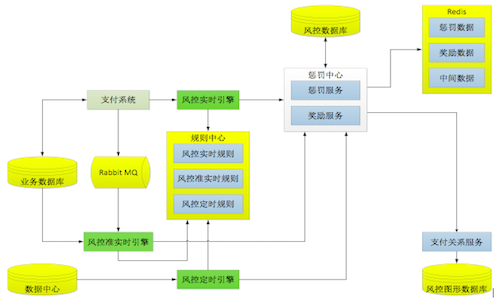 Redis
风控数据库
惩罚数据
奖励数据
中间数据
惩罚中心
惩罚服务
奖励服务
支付系统
风控实时引擎
规则中心
风控实时规则
风控准实时规则
风控定时规则
业务数据库
Rabbit MQ
风控准实时引擎
支付关系服务
数据中心
风控定时引擎
风控图形数据库